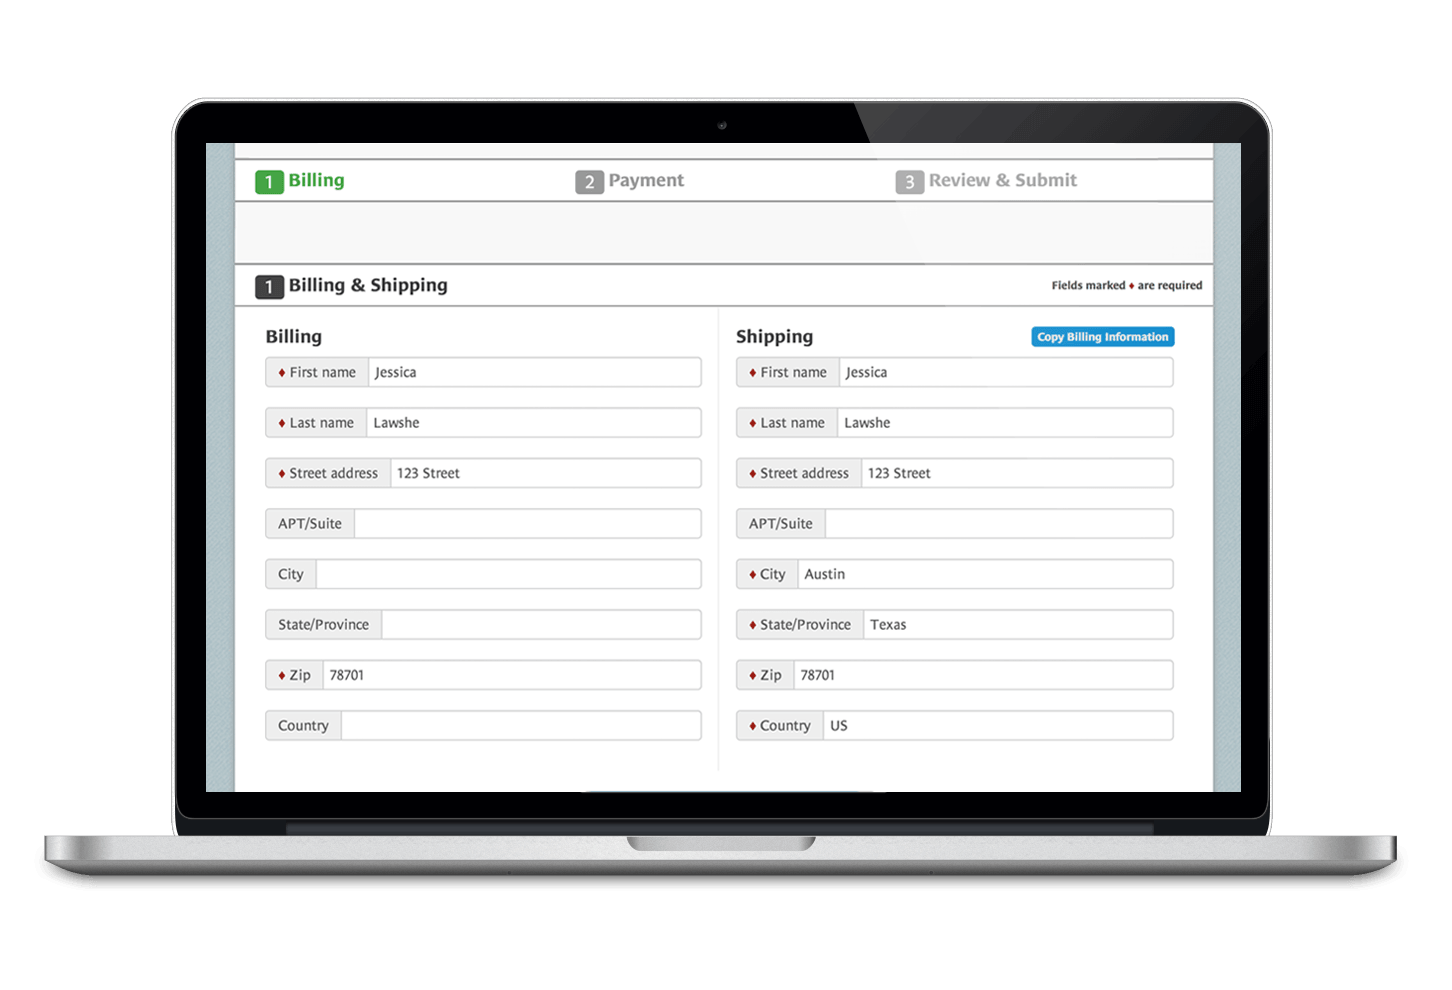 1 Billing
2 Payment
3 Review & Submit
1 Billing & Shipping
Fields marked ♦ are required
Billing
♦ First name Jessica
♦ Last name Lawshe
♦ Street address 123 Street
APT/Suite
City
State/Province
♦ Zip 78701
Country
Shipping
Copy Billing Information
♦ First name Jessica
♦ Last name Lawshe
♦ Street address 123 Street
APT/Suite
♦ City Austin
♦ State/Province Texas
♦ Zip 78701
♦ Country US